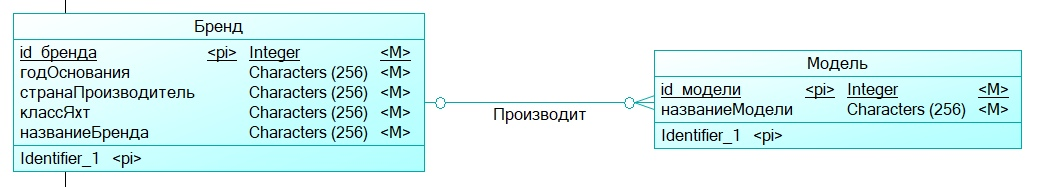 Бренд
id_бренда <pi> Integer <M>
годОснования Characters (256) <M>
странаПроизводитель Characters (256) <M>
классЯхт Characters (256) <M>
названиеБренда Characters (256) <M>
Identifier_1 <pi>
Производит
Модель
id_модели <pi> Integer <M>
названиеМодели Characters (256) <M>
Identifier_1 <pi>